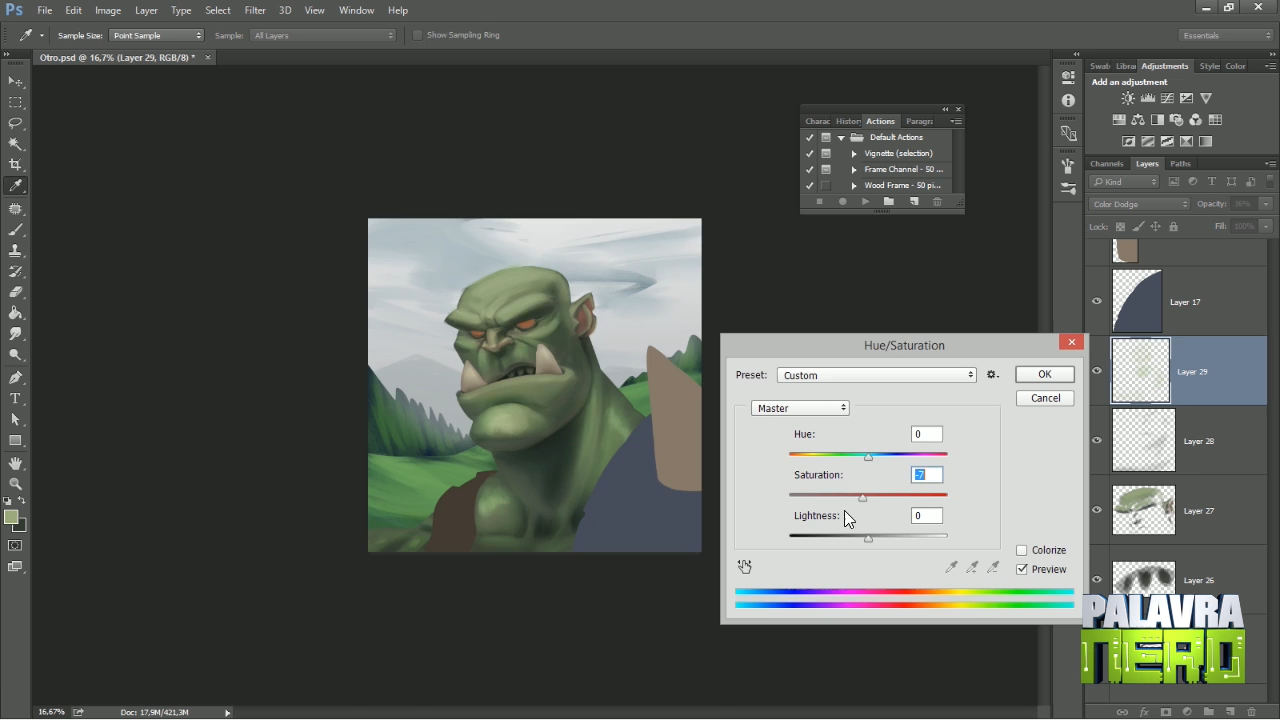 Ps File Edit Image Layer Type Select Filter 3D View Window Help
Sample Size: Point Sample Sample: All Layers Show Sampling Ring Essentials
Otro.psd @ 16,7% (Layer 29, RGB/8) * ×
Swab Libra Adjustments Style Color
Add an adjustment
Charac Histor Actions Paragra
Default Actions
Vignette (selection)
Frame Channel - 50 ...
Wood Frame - 50 pi...
Channels Layers Paths
Kind
Color Dodge Opacity: 96%
Lock: Fill: 100%
Layer 17
Layer 29
Layer 28
Layer 27
Layer 26
Hue/Saturation
Preset: Custom OK
Cancel
Master
Hue: 0
Saturation: -7
Lightness: 0
Colorize
Preview
PALAVRA
NERD
16,67% Doc: 17,9M/421,3M